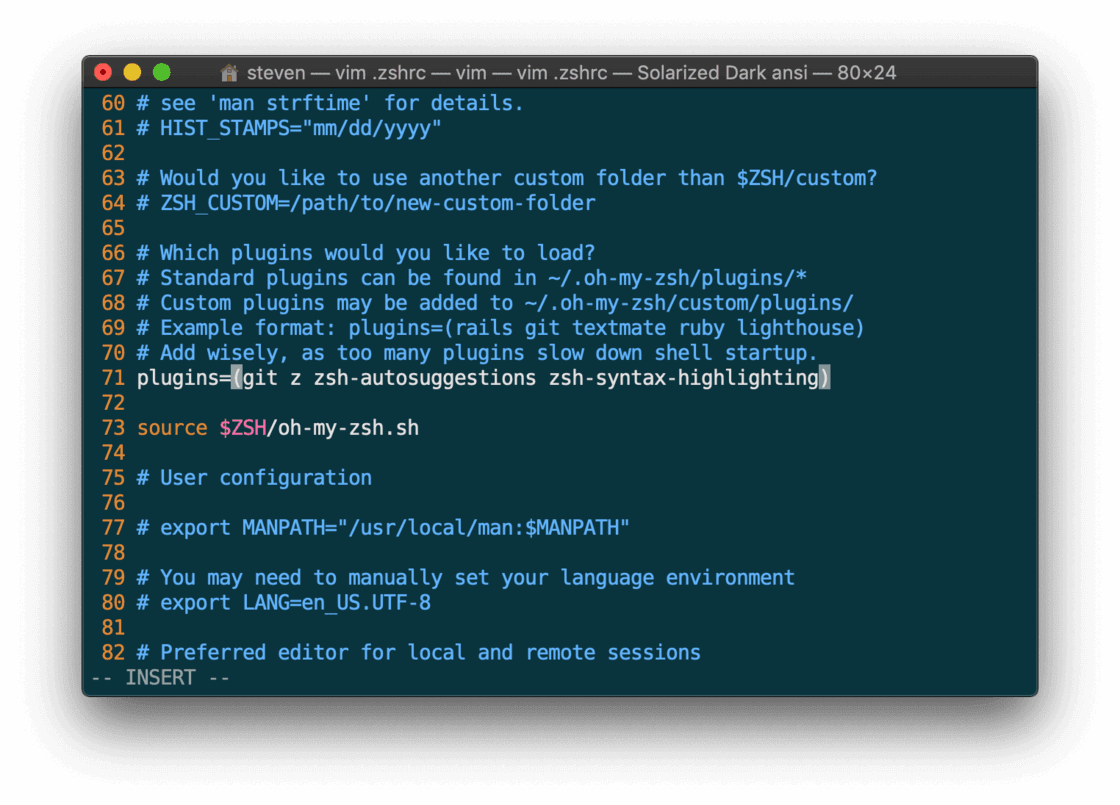 steven — vim .zshrc — vim — vim .zshrc — Solarized Dark ansi — 80×24
60 # see 'man strftime' for details.
61 # HIST_STAMPS="mm/dd/yyyy"
62
63 # Would you like to use another custom folder than $ZSH/custom?
64 # ZSH_CUSTOM=/path/to/new-custom-folder
65
66 # Which plugins would you like to load?
67 # Standard plugins can be found in ~/.oh-my-zsh/plugins/*
68 # Custom plugins may be added to ~/.oh-my-zsh/custom/plugins/
69 # Example format: plugins=(rails git textmate ruby lighthouse)
70 # Add wisely, as too many plugins slow down shell startup.
71 plugins=(git z zsh-autosuggestions zsh-syntax-highlighting)
72
73 source $ZSH/oh-my-zsh.sh
74
75 # User configuration
76
77 # export MANPATH="/usr/local/man:$MANPATH"
78
79 # You may need to manually set your language environment
80 # export LANG=en_US.UTF-8
81
82 # Preferred editor for local and remote sessions
-- INSERT --